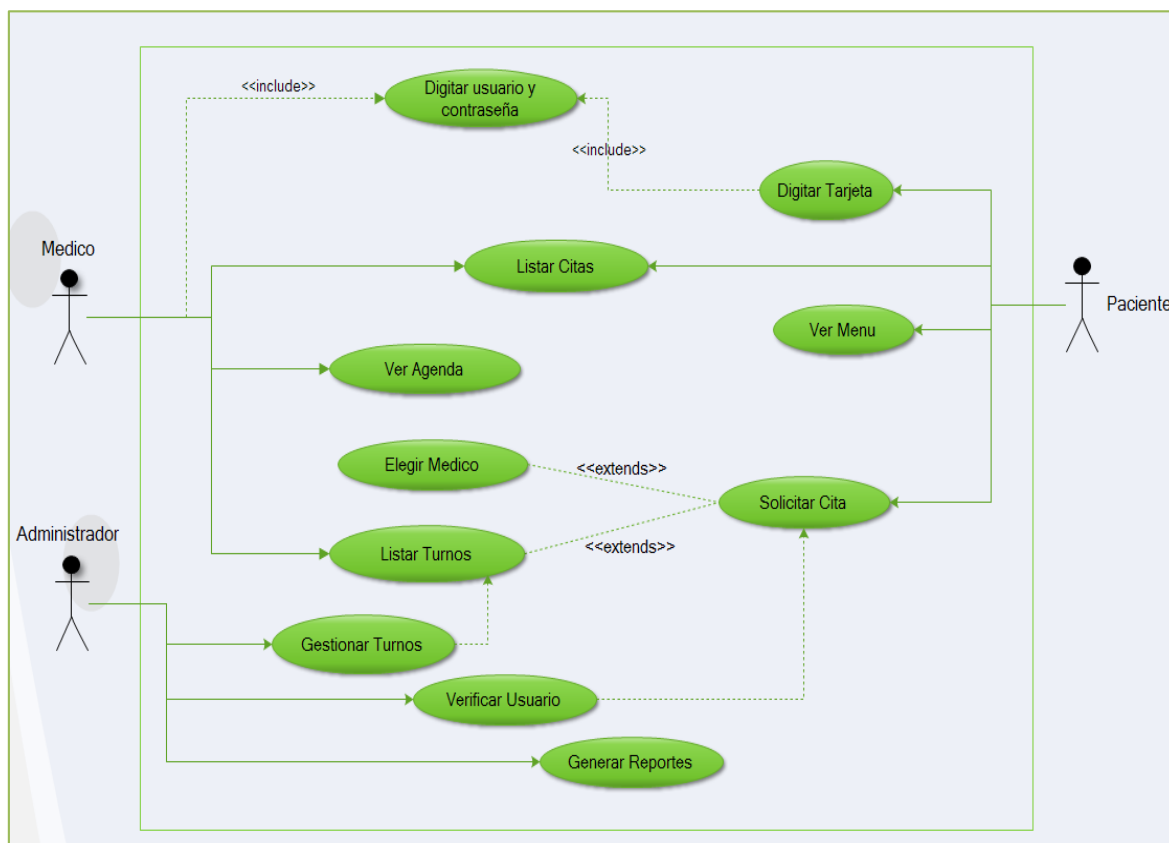 <<include>>
Digitar usuario y
contraseña
<<include>>
Digitar Tarjeta
Medico
Listar Citas
Paciente
Ver Menu
Ver Agenda
Elegir Medico
<<extends>>
Solicitar Cita
Administrador
Listar Turnos
<<extends>>
Gestionar Turnos
Verificar Usuario
Generar Reportes